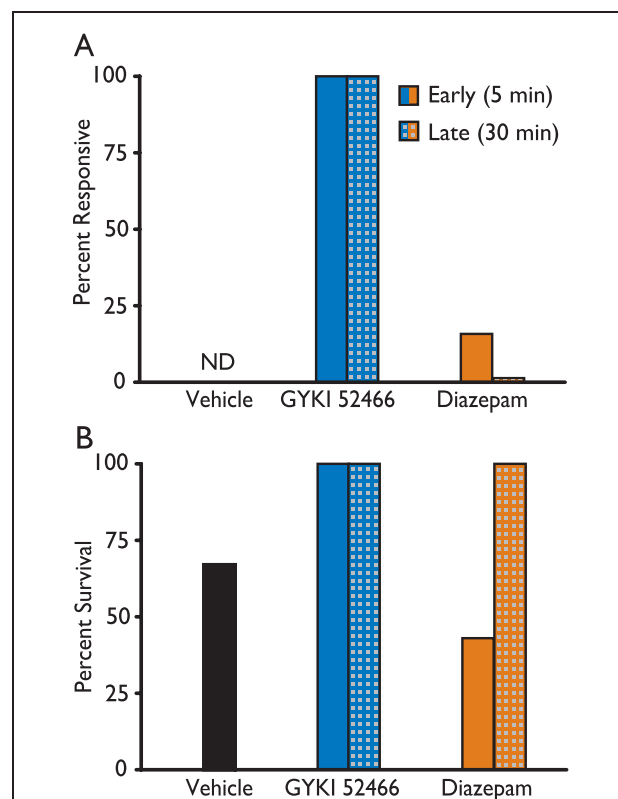 A
Percent Responsive
100
75
50
25
0
Early (5 min)
Late (30 min)
ND
Vehicle GYKI 52466 Diazepam
B
Percent Survival
100
75
50
25
0
Vehicle GYKI 52466 Diazepam